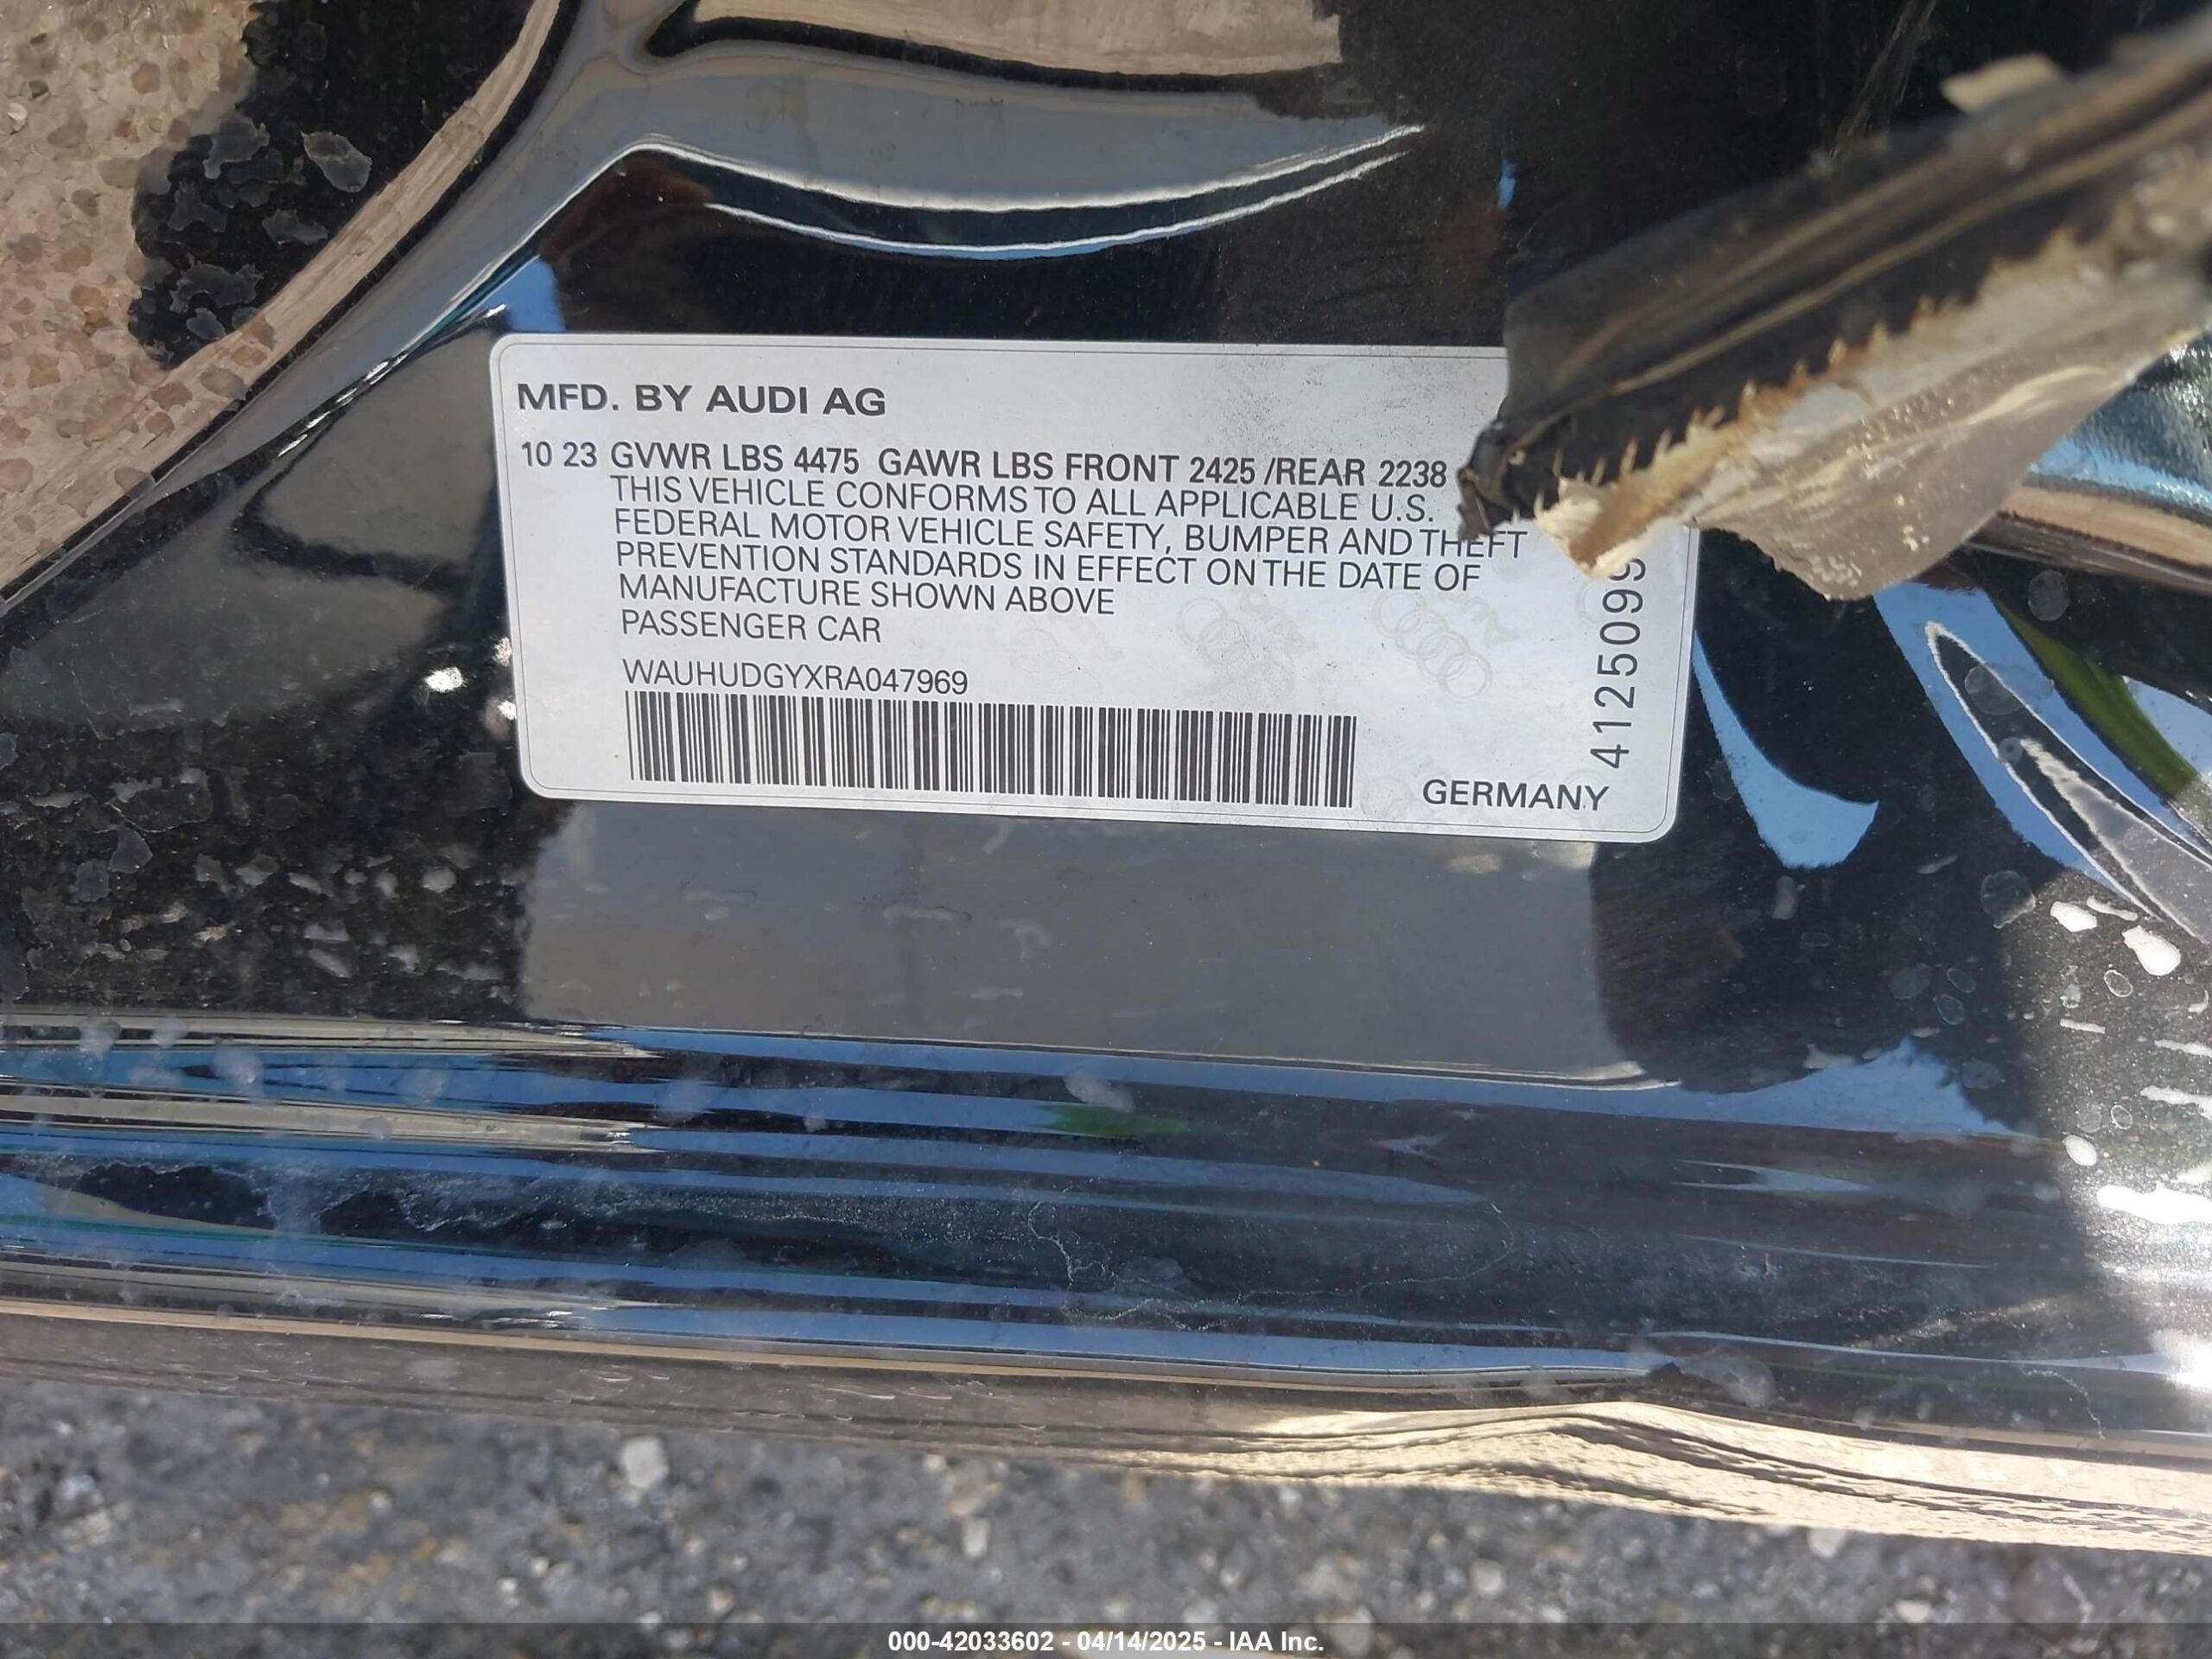 MFD. BY AUDI AG
10 23 GVWR LBS 4475 GAWR LBS FRONT 2425 /REAR 2238
THIS VEHICLE CONFORMS TO ALL APPLICABLE U.S.
FEDERAL MOTOR VEHICLE SAFETY, BUMPER AND THEFT
PREVENTION STANDARDS IN EFFECT ON THE DATE OF
MANUFACTURE SHOWN ABOVE
PASSENGER CAR
WAUHUDGYXRA047969
GERMANY
000-42033602 - 04/14/2025 - IAA Inc.